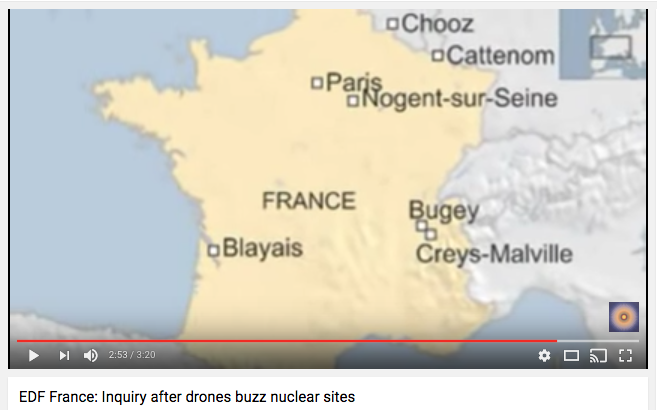 Chooz
Cattenom
Paris
Nogent-sur-Seine
FRANCE
Bugey
Creys-Malville
Blayais
2:53 / 3:20
EDF France: Inquiry after drones buzz nuclear sites